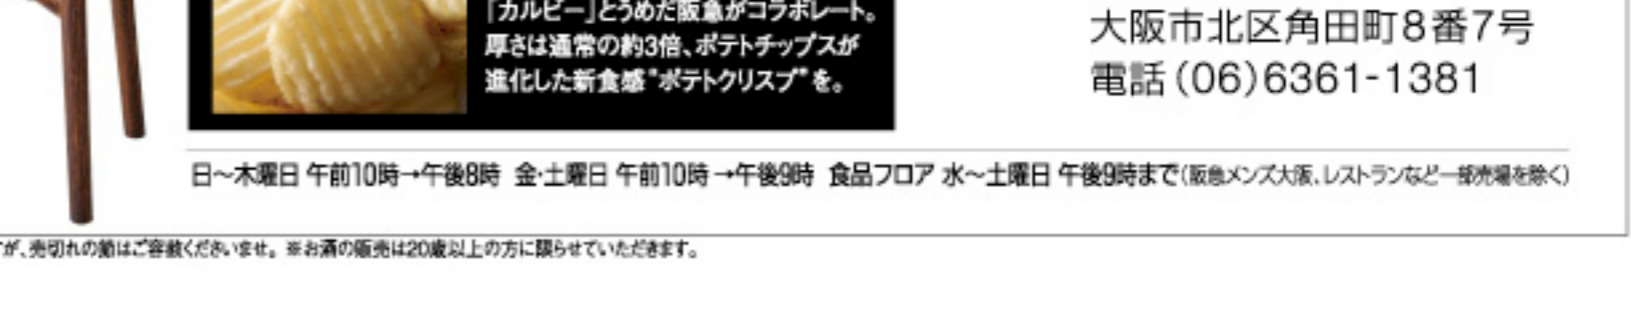 「カルビー」とうめだ阪急がコラボレート。
厚さは通常の約3倍、ポテトチップスが
進化した新食感“ポテトクリスプ”を。
大阪市北区角田町8番7号
電話(06)6361-1381
日〜木曜日 午前10時→午後8時 金・土曜日 午前10時→午後9時 食品フロア 水〜土曜日 午後9時まで(阪急メンズ大阪、レストランなど一部売場を除く)
が、売切れの節はご容赦くださいませ。※お酒の販売は20歳以上の方に限らせていただきます。